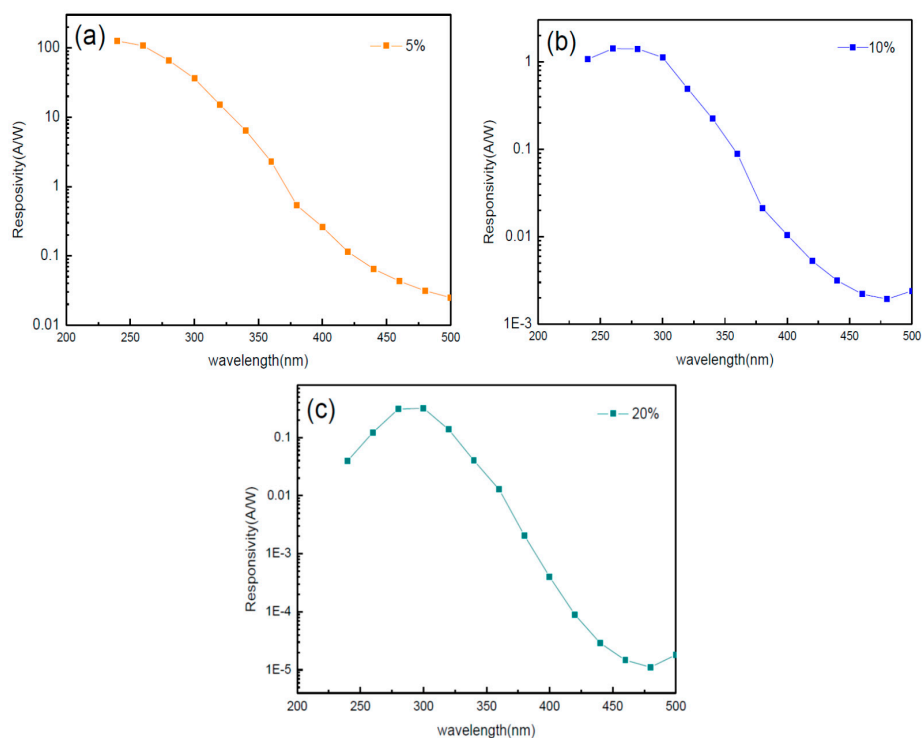 (a)
5%
100
10
1
0.1
0.01
200 250 300 350 400 450 500
Resposivity(A/W)
wavelength(nm)
(b)
10%
1
0.1
0.01
1E-3
200 250 300 350 400 450 500
Responsivity(A/W)
wavelength(nm)
(c)
20%
0.1
0.01
1E-3
1E-4
1E-5
200 250 300 350 400 450 500
Responsivity(A/W)
wavelength(nm)